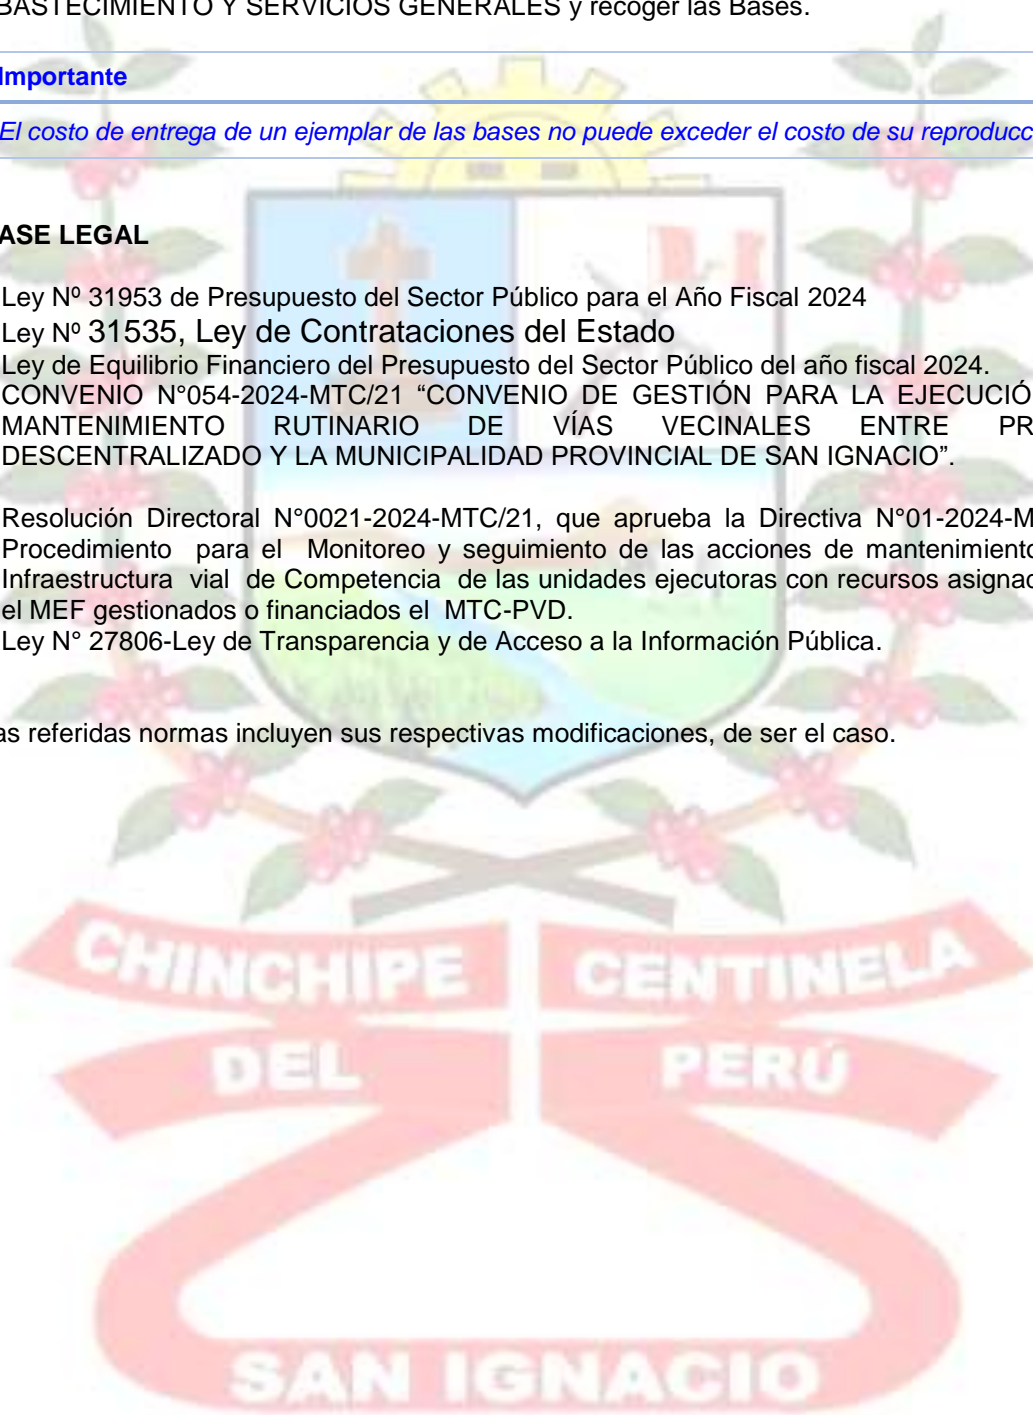 BASTECIMIENTO Y SERVICIOS GENERALES y recoger las Bases.
Importante
El costo de entrega de un ejemplar de las bases no puede exceder el costo de su reproducc
ASE LEGAL
Ley Nº 31953 de Presupuesto del Sector Público para el Año Fiscal 2024
Ley Nº 31535, Ley de Contrataciones del Estado
Ley de Equilibrio Financiero del Presupuesto del Sector Público del año fiscal 2024.
CONVENIO N°054-2024-MTC/21 “CONVENIO DE GESTIÓN PARA LA EJECUCIÓ
MANTENIMIENTO RUTINARIO DE VÍAS VECINALES ENTRE PR
DESCENTRALIZADO Y LA MUNICIPALIDAD PROVINCIAL DE SAN IGNACIO”.
Resolución Directoral N°0021-2024-MTC/21, que aprueba la Directiva N°01-2024-M
Procedimiento para el Monitoreo y seguimiento de las acciones de mantenimiento
Infraestructura vial de Competencia de las unidades ejecutoras con recursos asignad
el MEF gestionados o financiados el MTC-PVD.
Ley N° 27806-Ley de Transparencia y de Acceso a la Información Pública.
as referidas normas incluyen sus respectivas modificaciones, de ser el caso.
CHINCHIPE CENTINELA
DEL PERÚ
SAN IGNACIO